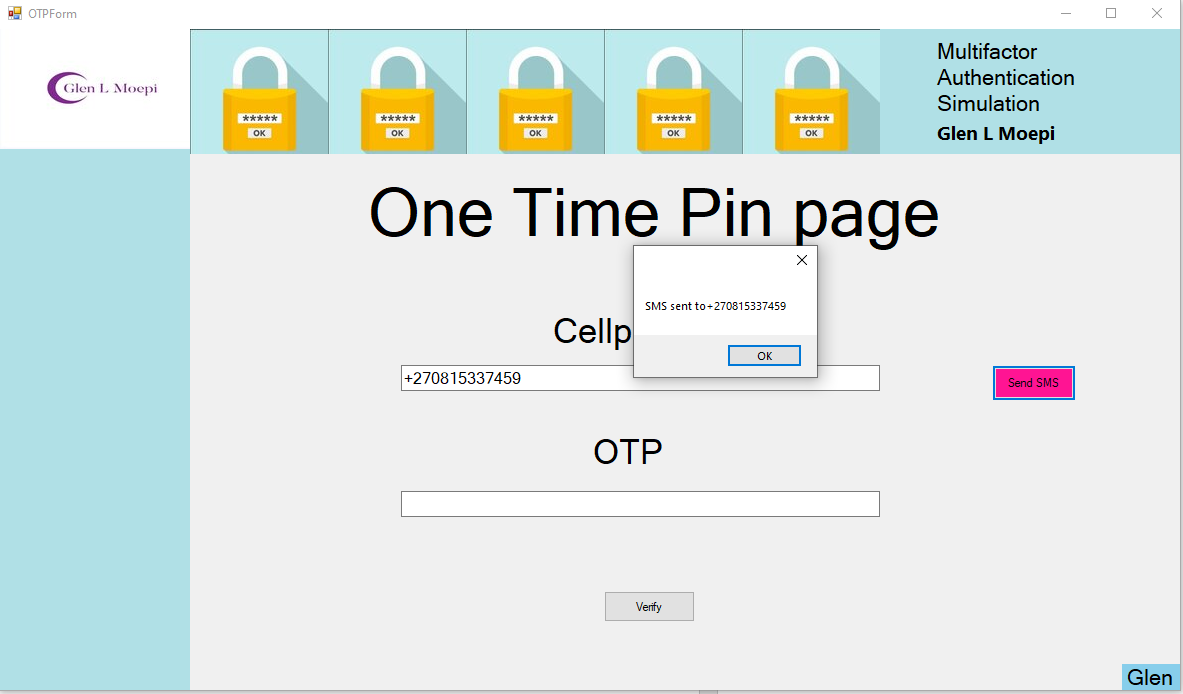 OTPForm
Glen L Moepi
*****
OK
*****
OK
*****
OK
*****
OK
*****
OK
Multifactor
Authentication
Simulation
Glen L Moepi
One Time Pin page
SMS sent to+270815337459
OK
Cellp
+270815337459
Send SMS
OTP
Verify
Glen